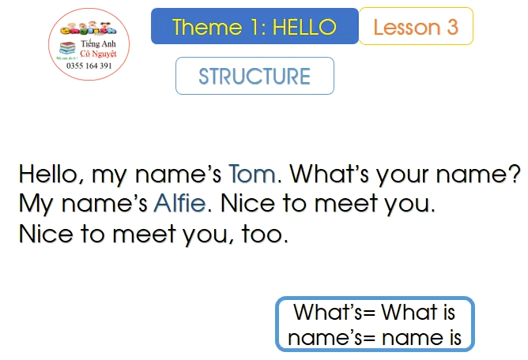 Theme 1: HELLO
Lesson 3
Tiếng Anh
Cô Nguyệt
0355 164 391
STRUCTURE
Hello, my name's Tom. What's your name?
My name's Alfie. Nice to meet you.
Nice to meet you, too.
What's= What is
name's= name is